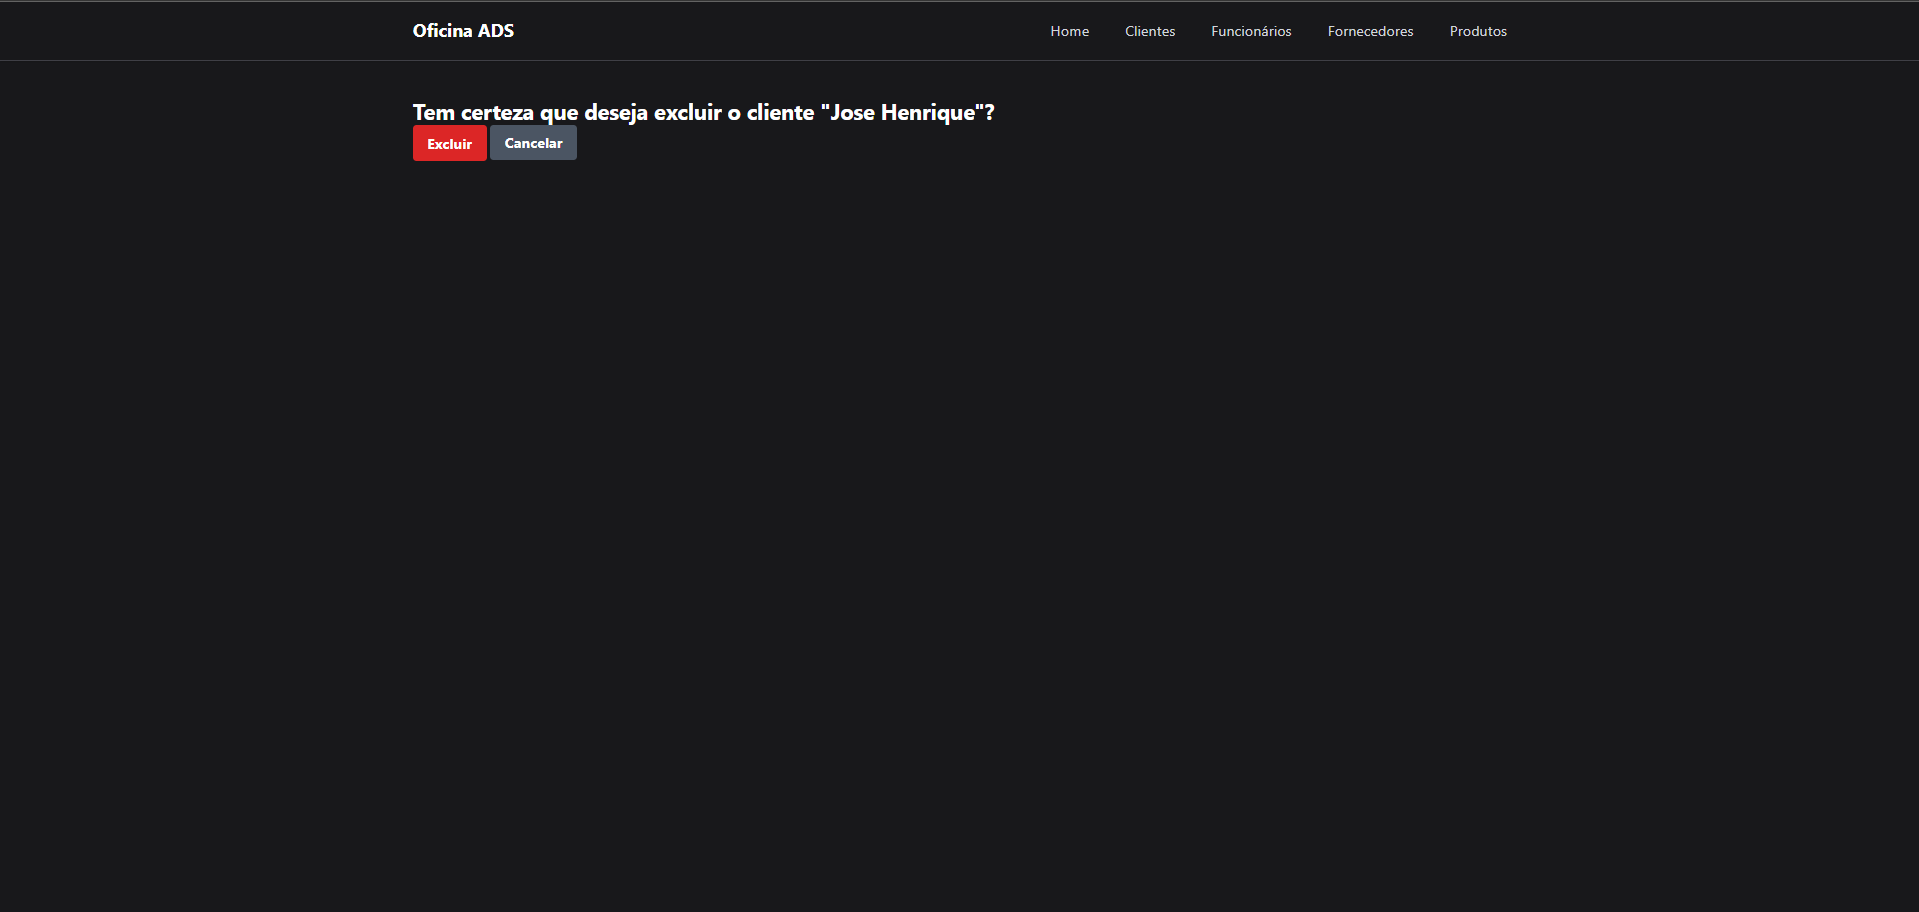 Oficina ADS Home Clientes Funcionários Fornecedores Produtos
Tem certeza que deseja excluir o cliente "Jose Henrique"?
Excluir Cancelar